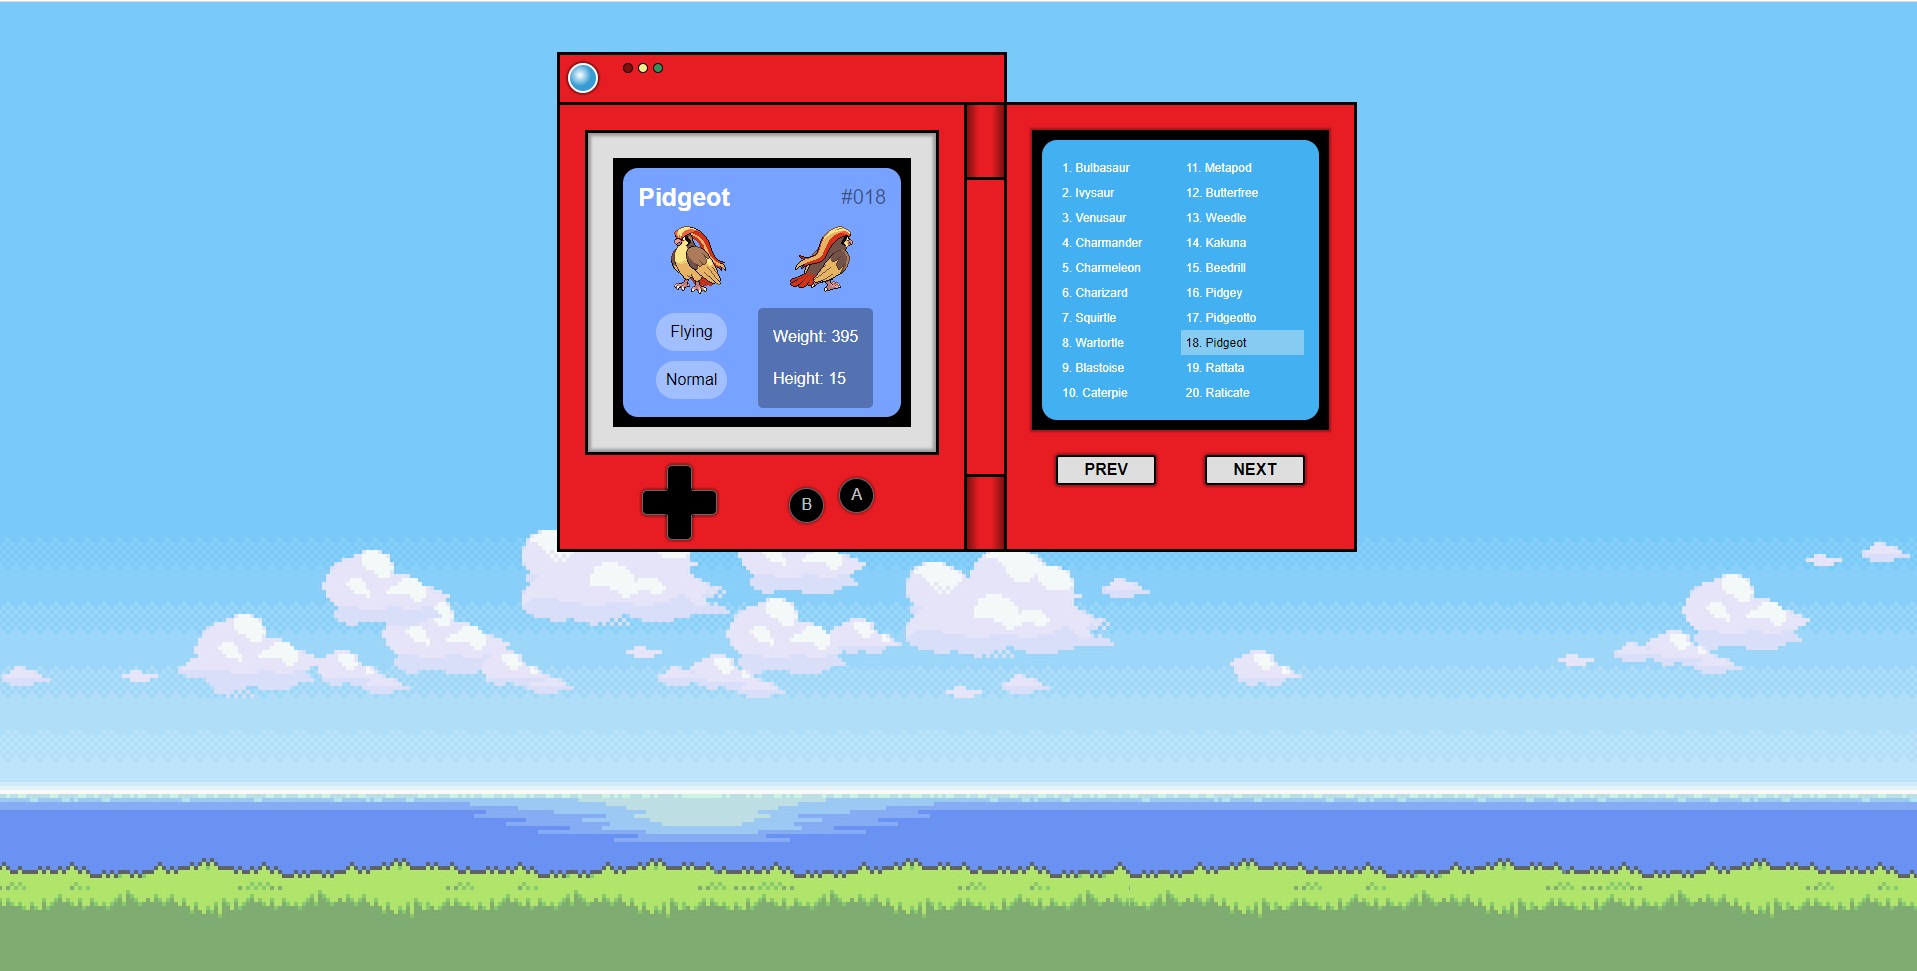 Pidgeot #018
Flying
Normal
Weight: 395
Height: 15
B
A
1. Bulbasaur
2. Ivysaur
3. Venusaur
4. Charmander
5. Charmeleon
6. Charizard
7. Squirtle
8. Wartortle
9. Blastoise
10. Caterpie
11. Metapod
12. Butterfree
13. Weedle
14. Kakuna
15. Beedrill
16. Pidgey
17. Pidgeotto
18. Pidgeot
19. Rattata
20. Raticate
PREV
NEXT